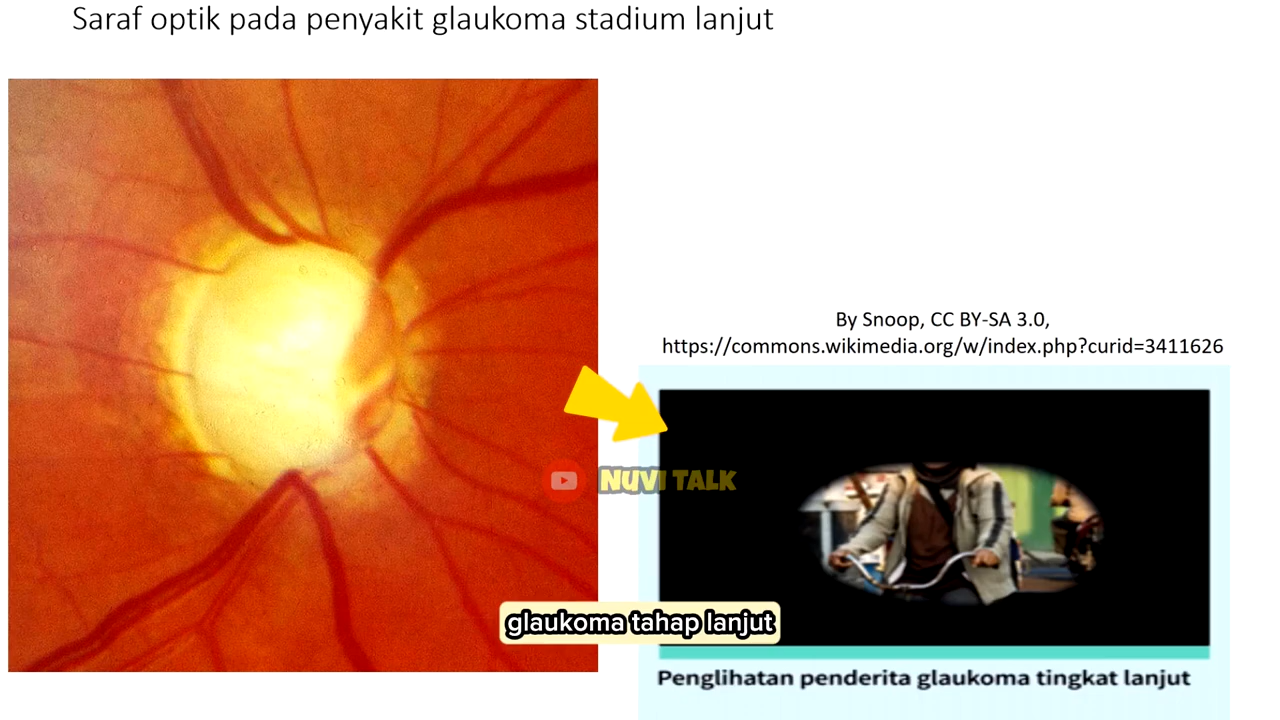 Saraf optik pada penyakit glaukoma stadium lanjut
By Snoop, CC BY-SA 3.0,
https://commons.wikimedia.org/w/index.php?curid=3411626
NUVI TALK
glaukoma tahap lanjut
Penglihatan penderita glaukoma tingkat lanjut